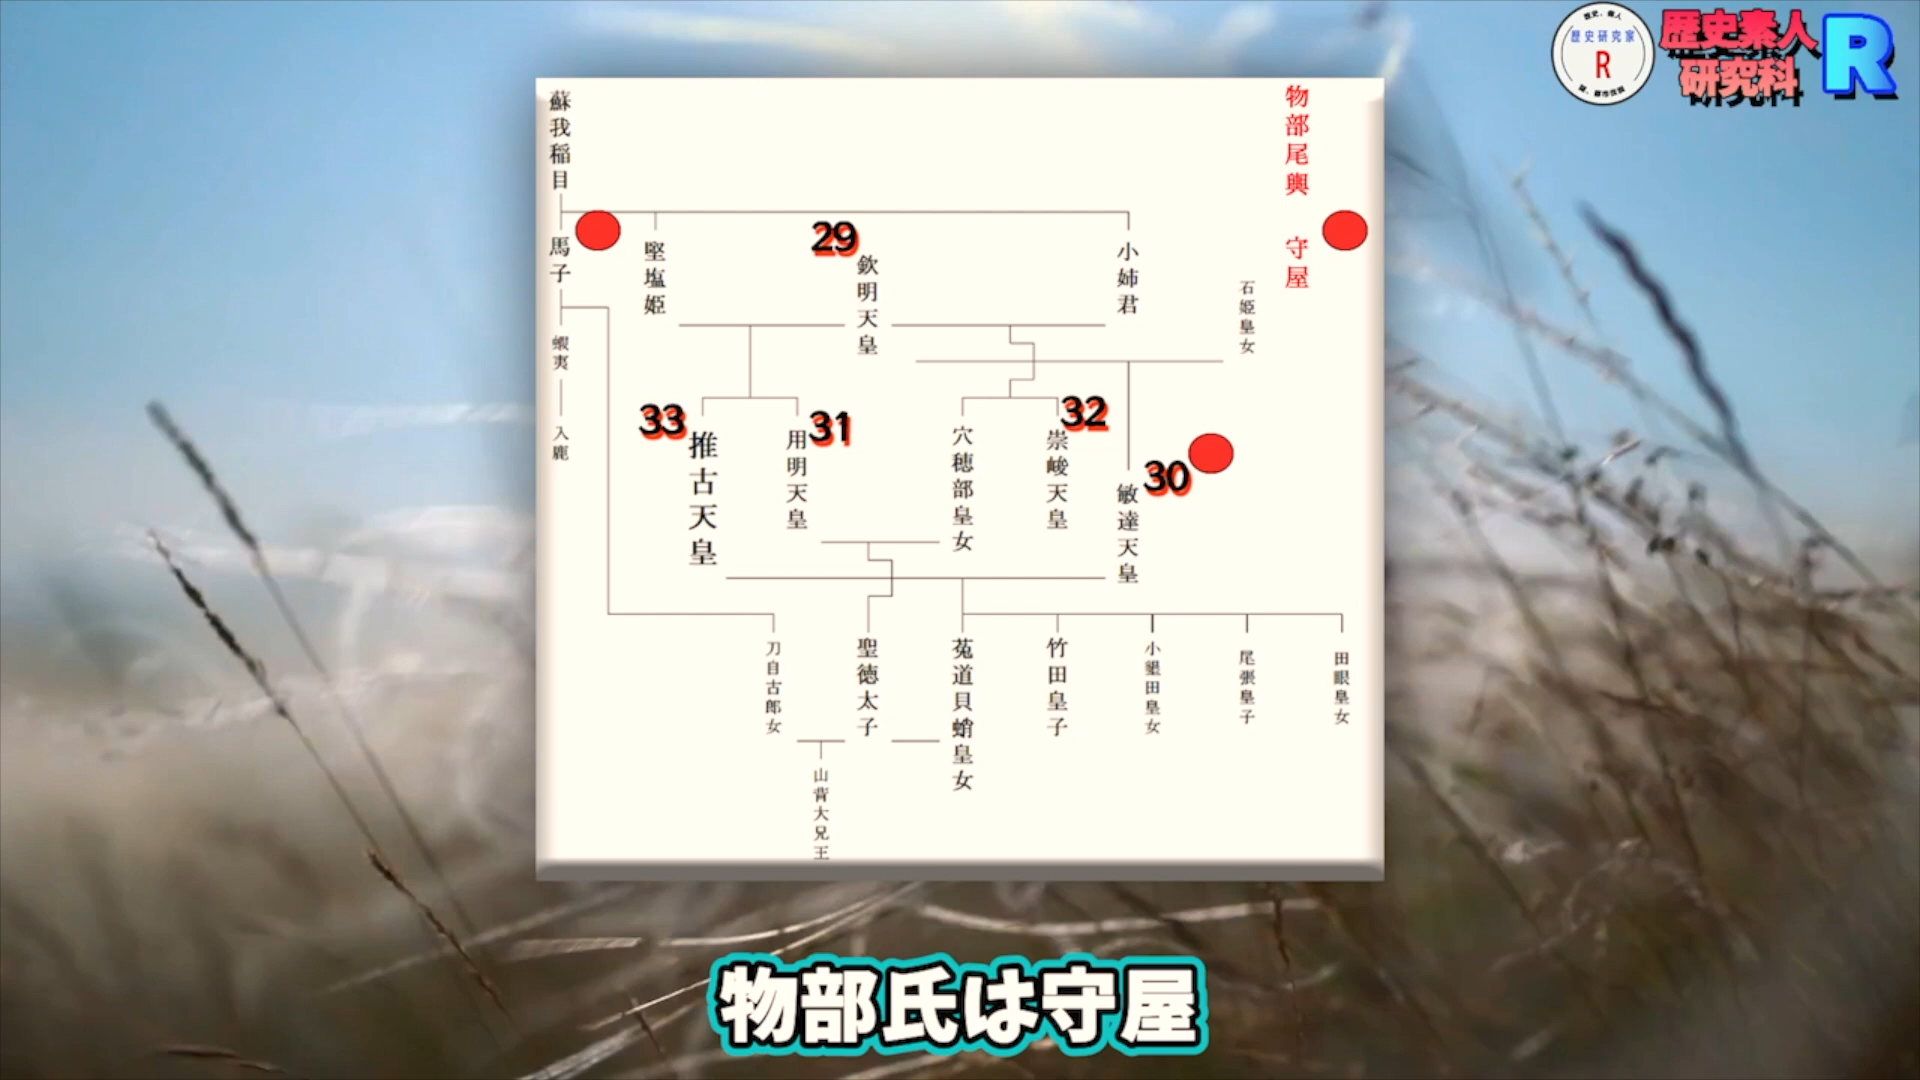 歴史素人
研究科
R
歴史研究家
R
物部尾輿 守屋
蘇我稲目
馬子
蝦夷
入鹿
堅塩姫
29
欽明天皇
小姉君
石姫皇女
33
推古天皇
31
用明天皇
穴穂部皇女
32
崇峻天皇
30
敏達天皇
刀自古郎女
聖徳太子
菟道貝蛸皇女
竹田皇子
小墾田皇女
尾張皇子
田眼皇女
山背大兄王
物部氏は守屋